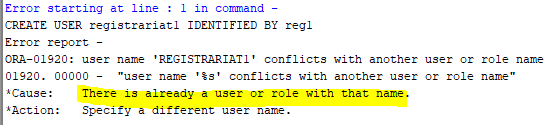 Error starting at line : 1 in command -
CREATE USER registrariat1 IDENTIFIED BY reg1
Error report -
ORA-01920: user name 'REGISTRARIAT1' conflicts with another user or role name
01920. 00000 -  "user name '%s' conflicts with another user or role name"
*Cause:    There is already a user or role with that name.
*Action:   Specify a different user name.